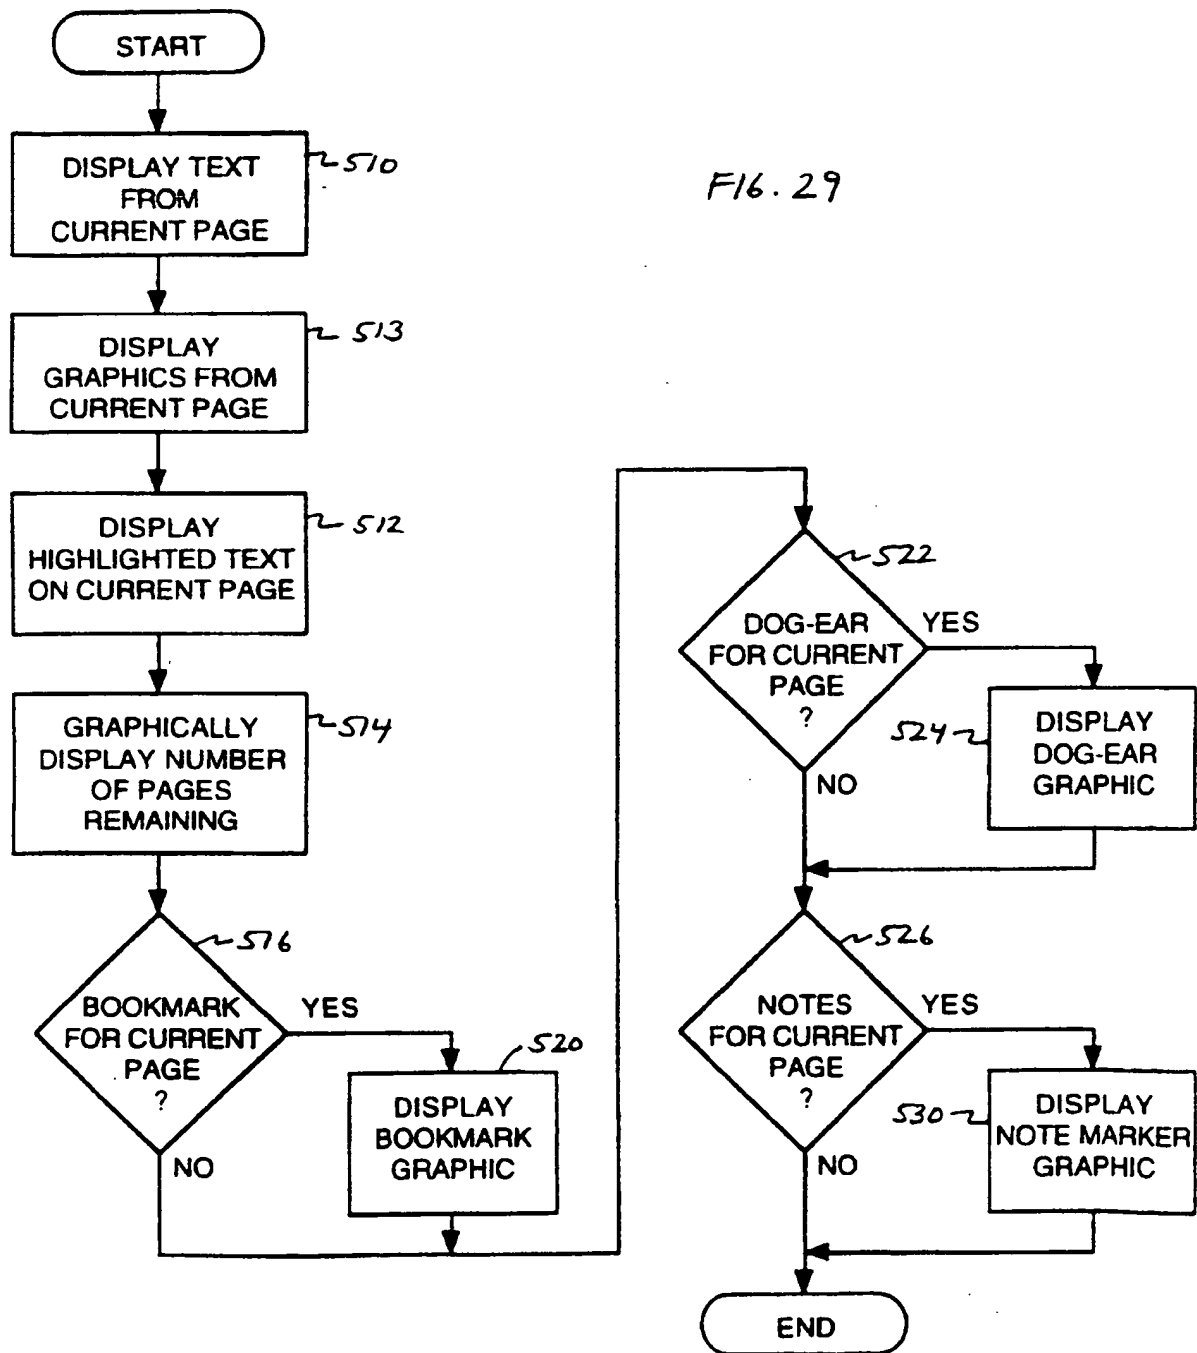 START
DISPLAY TEXT
FROM
CURRENT PAGE
510
FIG. 29
DISPLAY
GRAPHICS FROM
CURRENT PAGE
513
DISPLAY
HIGHLIGHTED TEXT
ON CURRENT PAGE
512
GRAPHICALLY
DISPLAY NUMBER
OF PAGES
REMAINING
514
BOOKMARK
FOR CURRENT
PAGE
?
516
YES
NO
DISPLAY
BOOKMARK
GRAPHIC
520
DOG-EAR
FOR CURRENT
PAGE
?
522
YES
NO
DISPLAY
DOG-EAR
GRAPHIC
524
NOTES
FOR CURRENT
PAGE
?
526
YES
NO
DISPLAY
NOTE MARKER
GRAPHIC
530
END